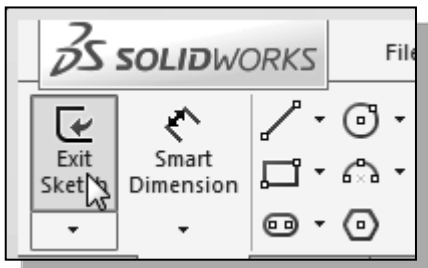 SOLIDWORKS
File
Exit
Sketch
Smart
Dimension